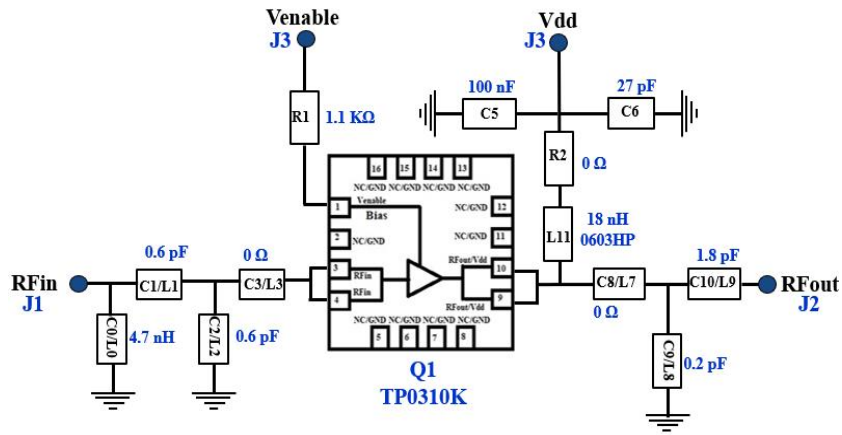 Venable
J3
Vdd
J3
100 nF
C5
27 pF
C6
R1
1.1 KΩ
R2
0 Ω
16
15
14
13
NC/GND NC/GND NC/GND NC/GND
1
Venable
Bias
NC/GND
12
2
NC/GND
NC/GND
11
L11
18 nH
0603HP
RFin
J1
0.6 pF
C1/L1
0 Ω
C3/L3
3
RFin
4
RFin
RFout/Vdd
10
RFout/Vdd
9
C8/L7
0 Ω
1.8 pF
C10/L9
RFout
J2
C0/L0
4.7 nH
C2/L2
0.6 pF
NC/GND NC/GND NC/GND NC/GND
5
6
7
8
C9/L8
0.2 pF
Q1
TP0310K